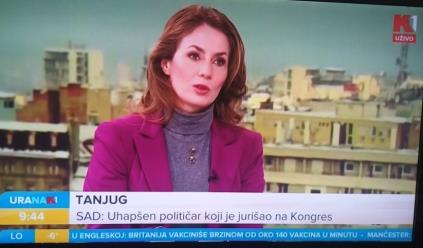 K1
UŽIVO
URANAK1
TANJUG
9:44
SAD: Uhapšen političar koji je jurišao na Kongres
LO -6° U ENGLESKOJ: BRITANIJA VAKCINIŠE BRZINOM OD OKO 140 VAKCINA U MINUTU - MANČESTER: